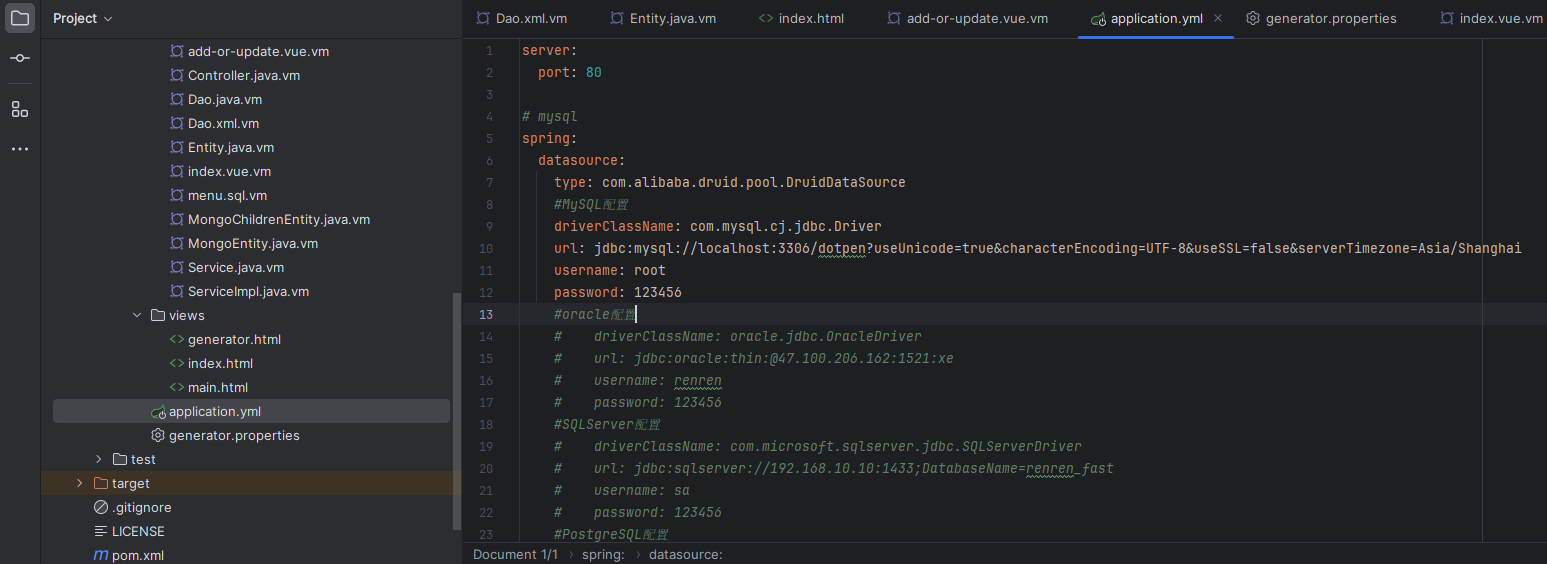 Project
add-or-update.vue.vm
Controller.java.vm
Dao.java.vm
Dao.xml.vm
Entity.java.vm
index.vue.vm
menu.sql.vm
MongoChildrenEntity.java.vm
MongoEntity.java.vm
Service.java.vm
ServiceImpl.java.vm
views
generator.html
index.html
main.html
application.yml
generator.properties
test
target
.gitignore
LICENSE
pom.xml
Dao.xml.vm Entity.java.vm index.html add-or-update.vue.vm application.yml generator.properties index.vue.vm
1 server:
2 port: 80
3
4 # mysql
5 spring:
6 datasource:
7 type: com.alibaba.druid.pool.DruidDataSource
8 #MySQL配置
9 driverClassName: com.mysql.cj.jdbc.Driver
10 url: jdbc:mysql://localhost:3306/dotpen?useUnicode=true&characterEncoding=UTF-8&useSSL=false&serverTimezone=Asia/Shanghai
11 username: root
12 password: 123456
13 #oracle配置
14 # driverClassName: oracle.jdbc.OracleDriver
15 # url: jdbc:oracle:thin:@47.100.206.162:1521:xe
16 # username: renren
17 # password: 123456
18 #SQLServer配置
19 # driverClassName: com.microsoft.sqlserver.jdbc.SQLServerDriver
20 # url: jdbc:sqlserver://192.168.10.10:1433;DatabaseName=renren_fast
21 # username: sa
22 # password: 123456
23 #PostgreSQL配置
Document 1/1 › spring: › datasource: